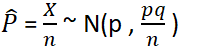 P̂ = X/n ~ N(p , pq/n )